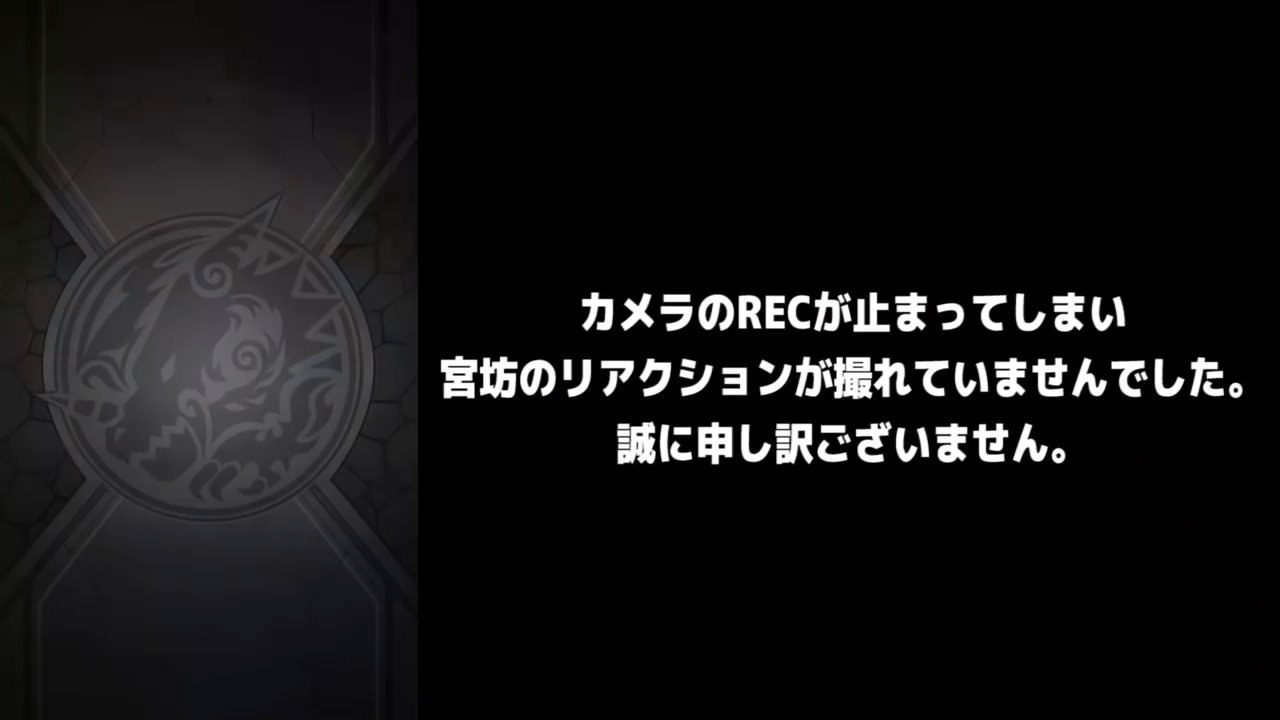 カメラのRECが止まってしまい
宮坊のリアクションが撮れていませんでした。
誠に申し訳ございません。